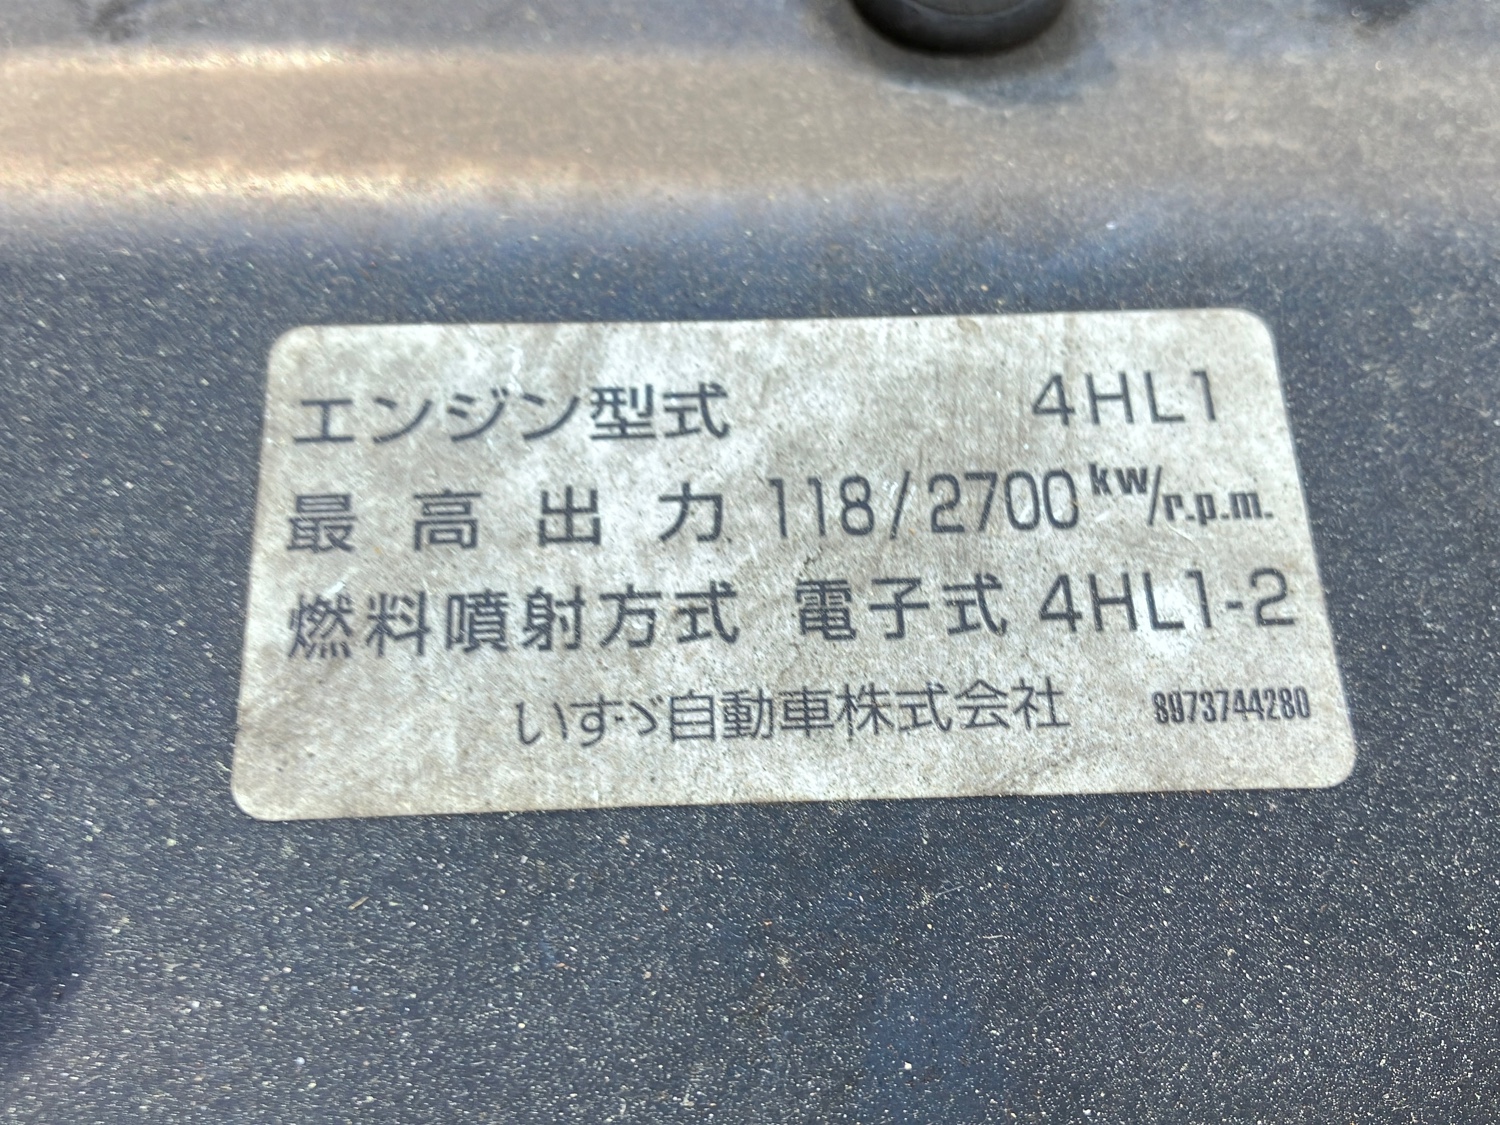 エンジン型式 4HL1
最高出力 118/2700 kw/r.p.m.
燃料噴射方式 電子式 4HL1-2
いすゞ自動車株式会社 8973744280